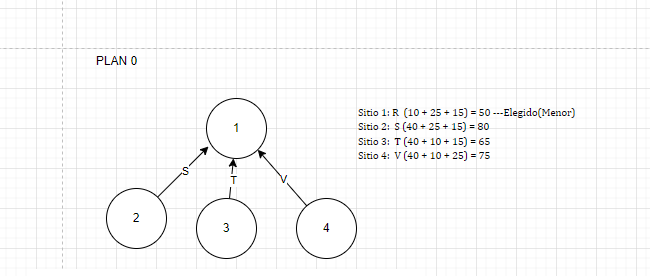 PLAN 0
1
Sitio 1: R (10 + 25 + 15) = 50 ---Elegido(Menor)
Sitio 2: S (40 + 25 + 15) = 80
Sitio 3: T (40 + 10 + 15) = 65
Sitio 4: V (40 + 10 + 25) = 75
S
T
V
2
3
4